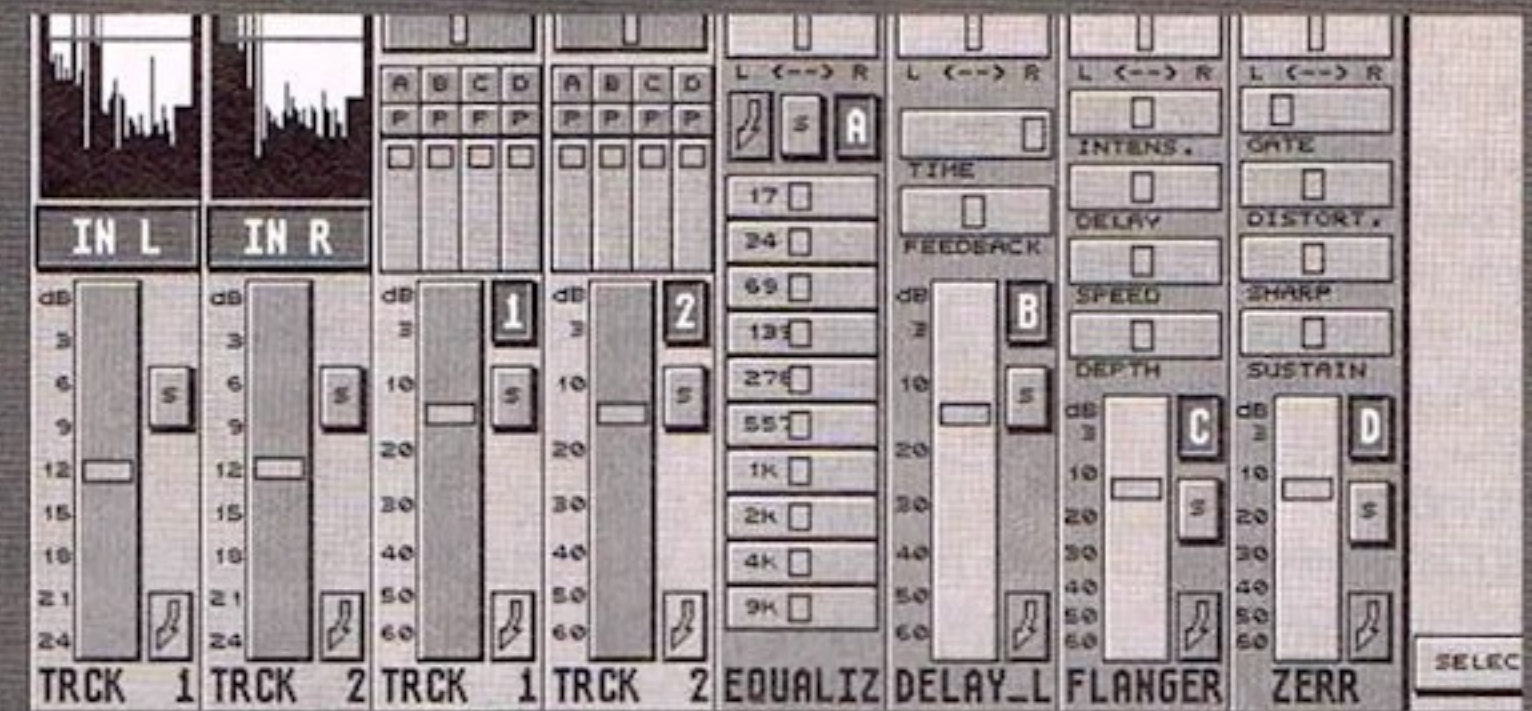 IN L
dB
3
6
9
12
15
18
21
24
S
TRCK 1
IN R
dB
3
6
9
12
15
18
21
24
S
TRCK 2
A B C D
P P P P
dB
3
10
20
30
40
50
60
1
S
TRCK 1
A B C D
P P P P
dB
3
10
20
30
40
50
60
2
S
TRCK 2
L <--> R
S A
17
34
69
139
278
557
1K
2K
4K
9K
EQUALIZ
L <--> R
TIME
FEEDBACK
dB
3
10
20
30
40
50
60
B
S
DELAY_L
L <--> R
INTENS.
DELAY
SPEED
DEPTH
dB
3
10
20
30
40
50
60
C
S
FLANGER
L <--> R
GATE
DISTORT.
SHARP
SUSTAIN
dB
3
10
20
30
40
50
60
D
S
ZERR
SELEC